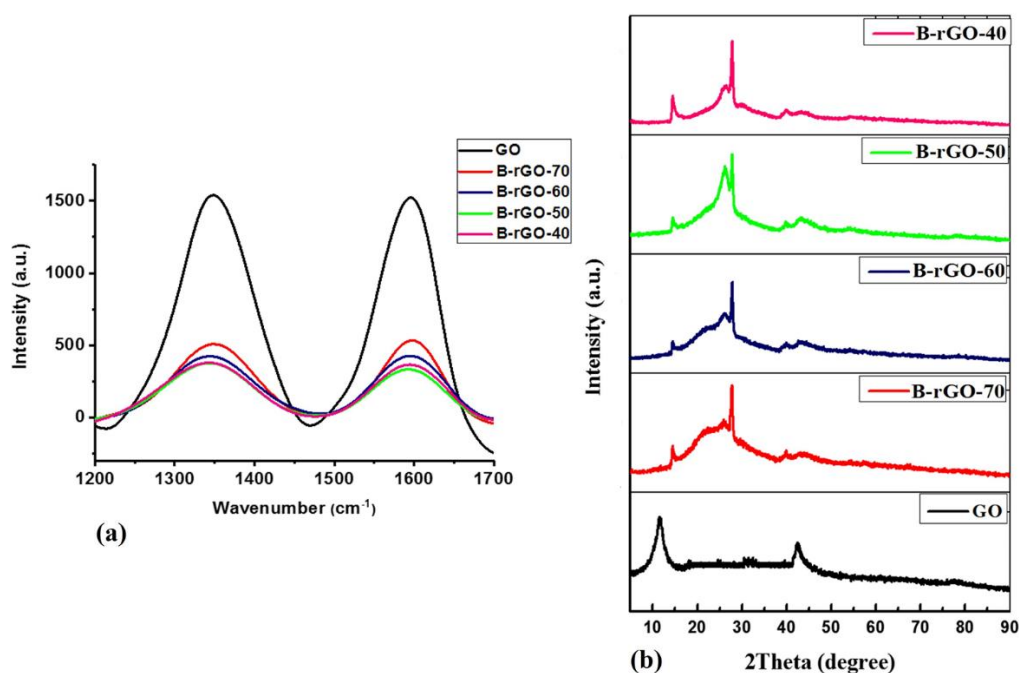 GO
B-rGO-70
B-rGO-60
B-rGO-50
B-rGO-40
1500
1000
500
0
Intensity (a.u.)
1200 1300 1400 1500 1600 1700
Wavenumber (cm⁻¹)
(a)
B-rGO-40
B-rGO-50
B-rGO-60
B-rGO-70
GO
Intensity (a.u.)
10 20 30 40 50 60 70 80 90
2Theta (degree)
(b)